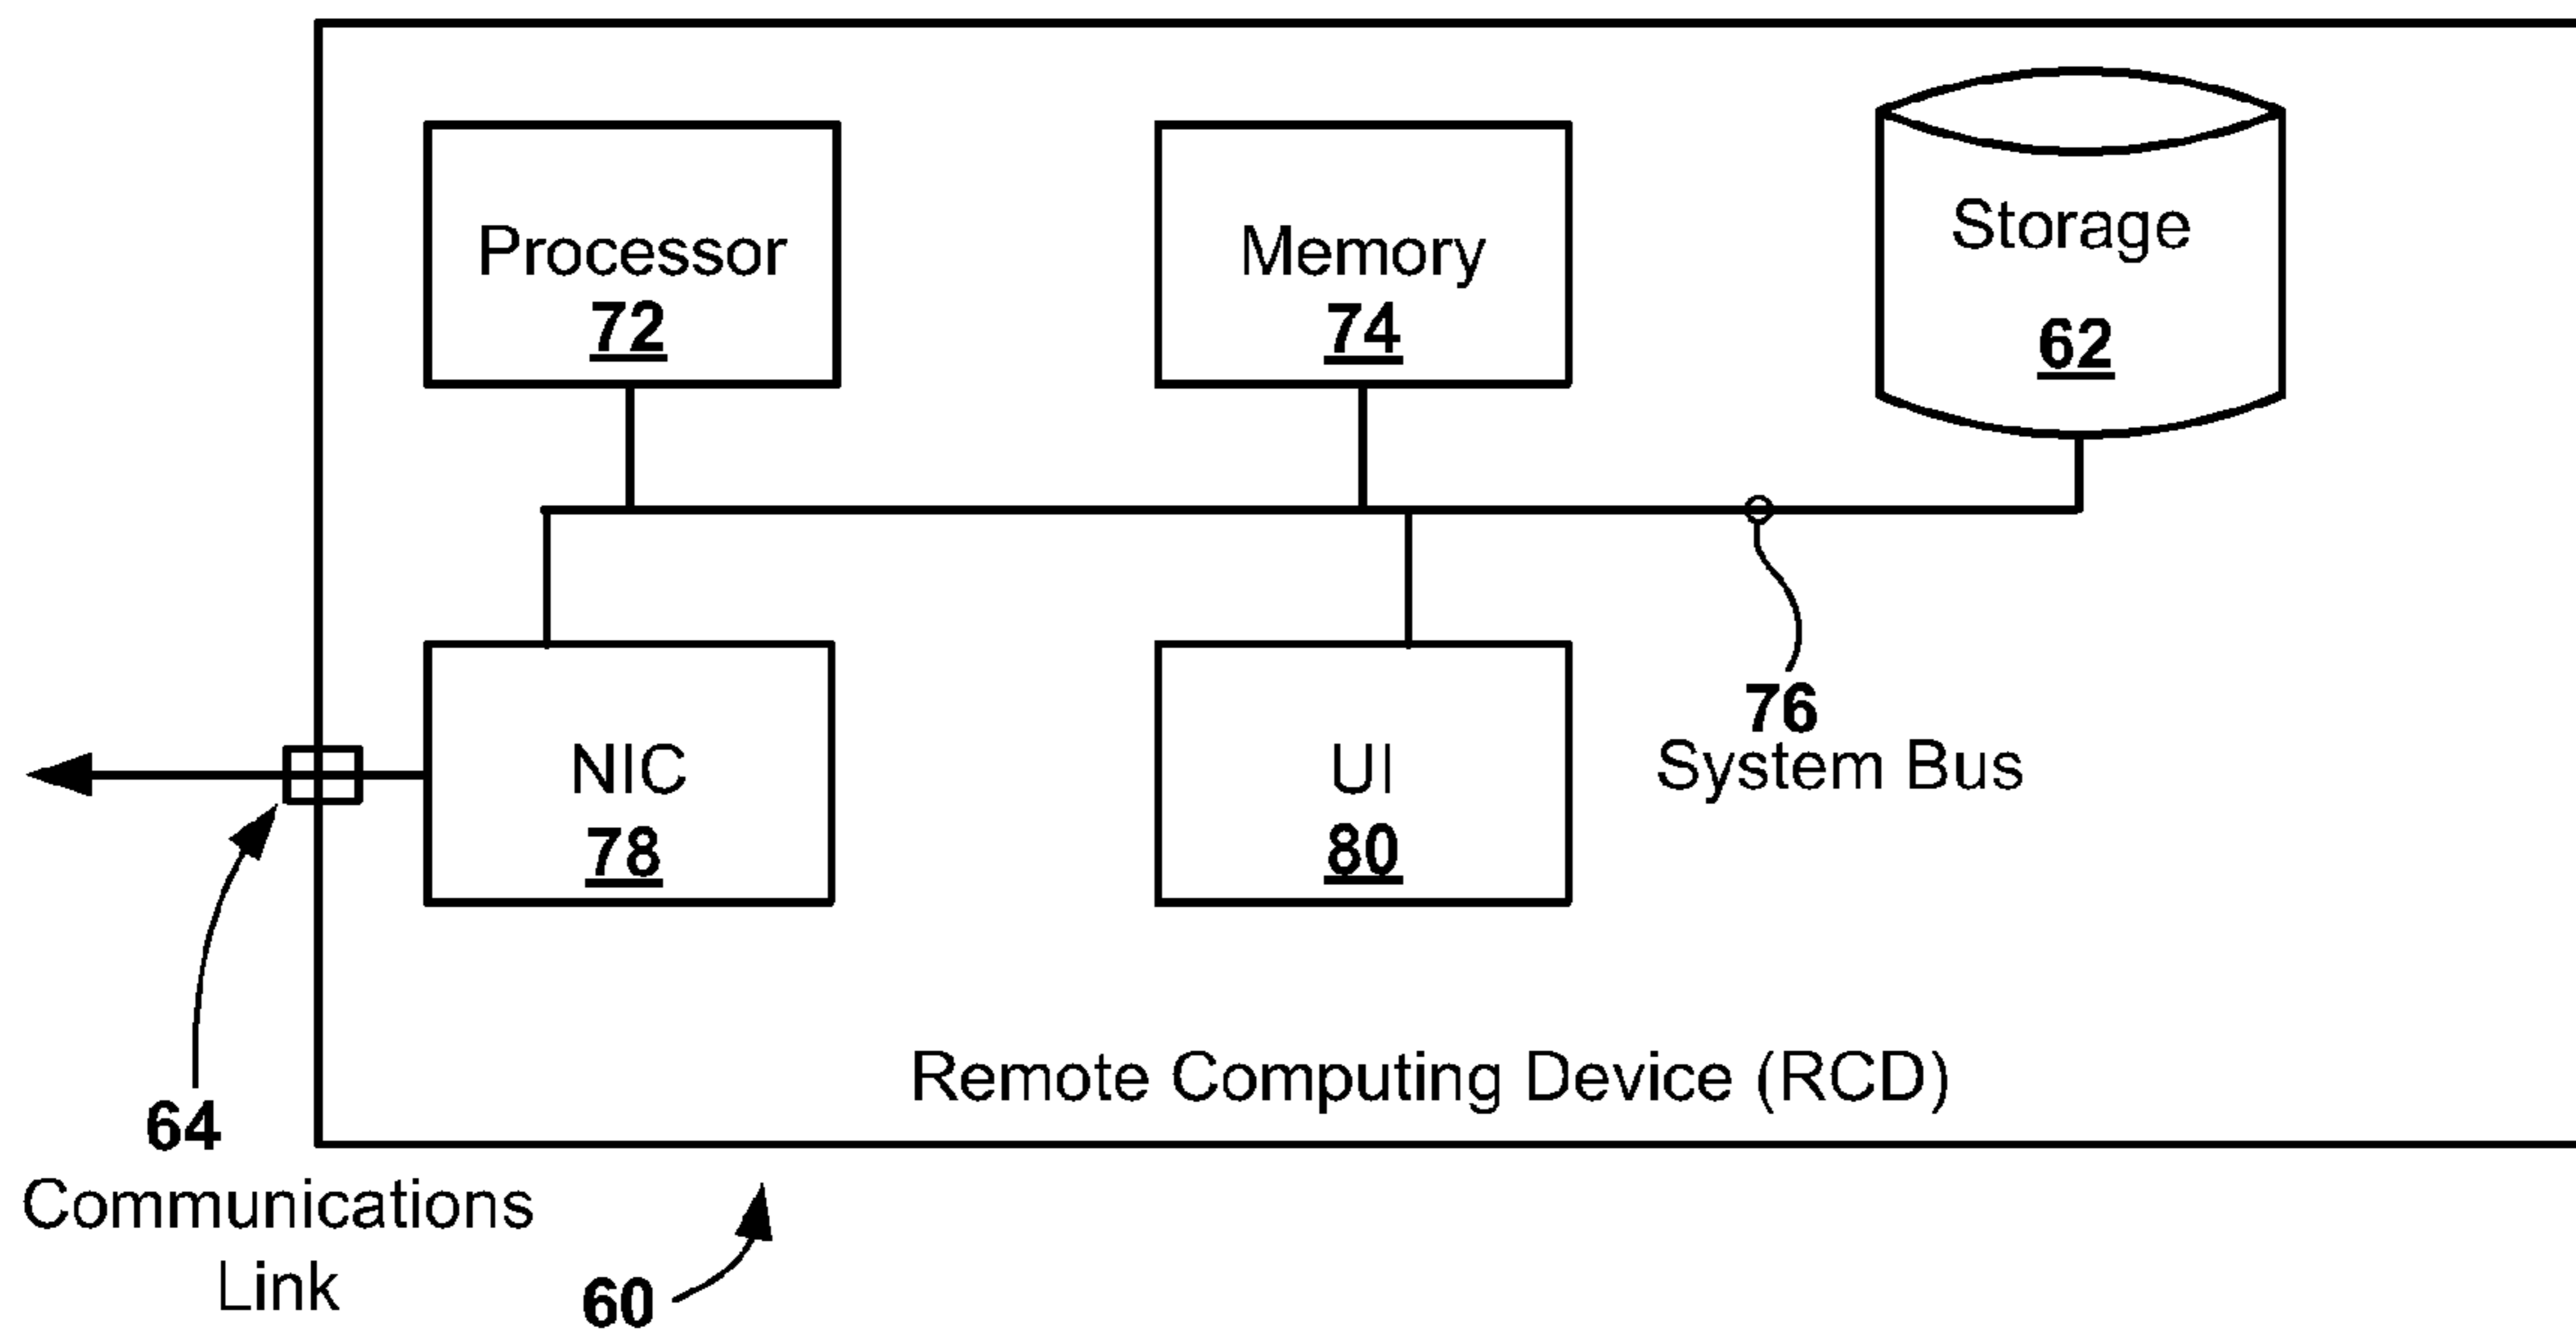 Processor
72
Memory
74
Storage
62
NIC
78
UI
80
76
System Bus
Remote Computing Device (RCD)
64
Communications
Link
60